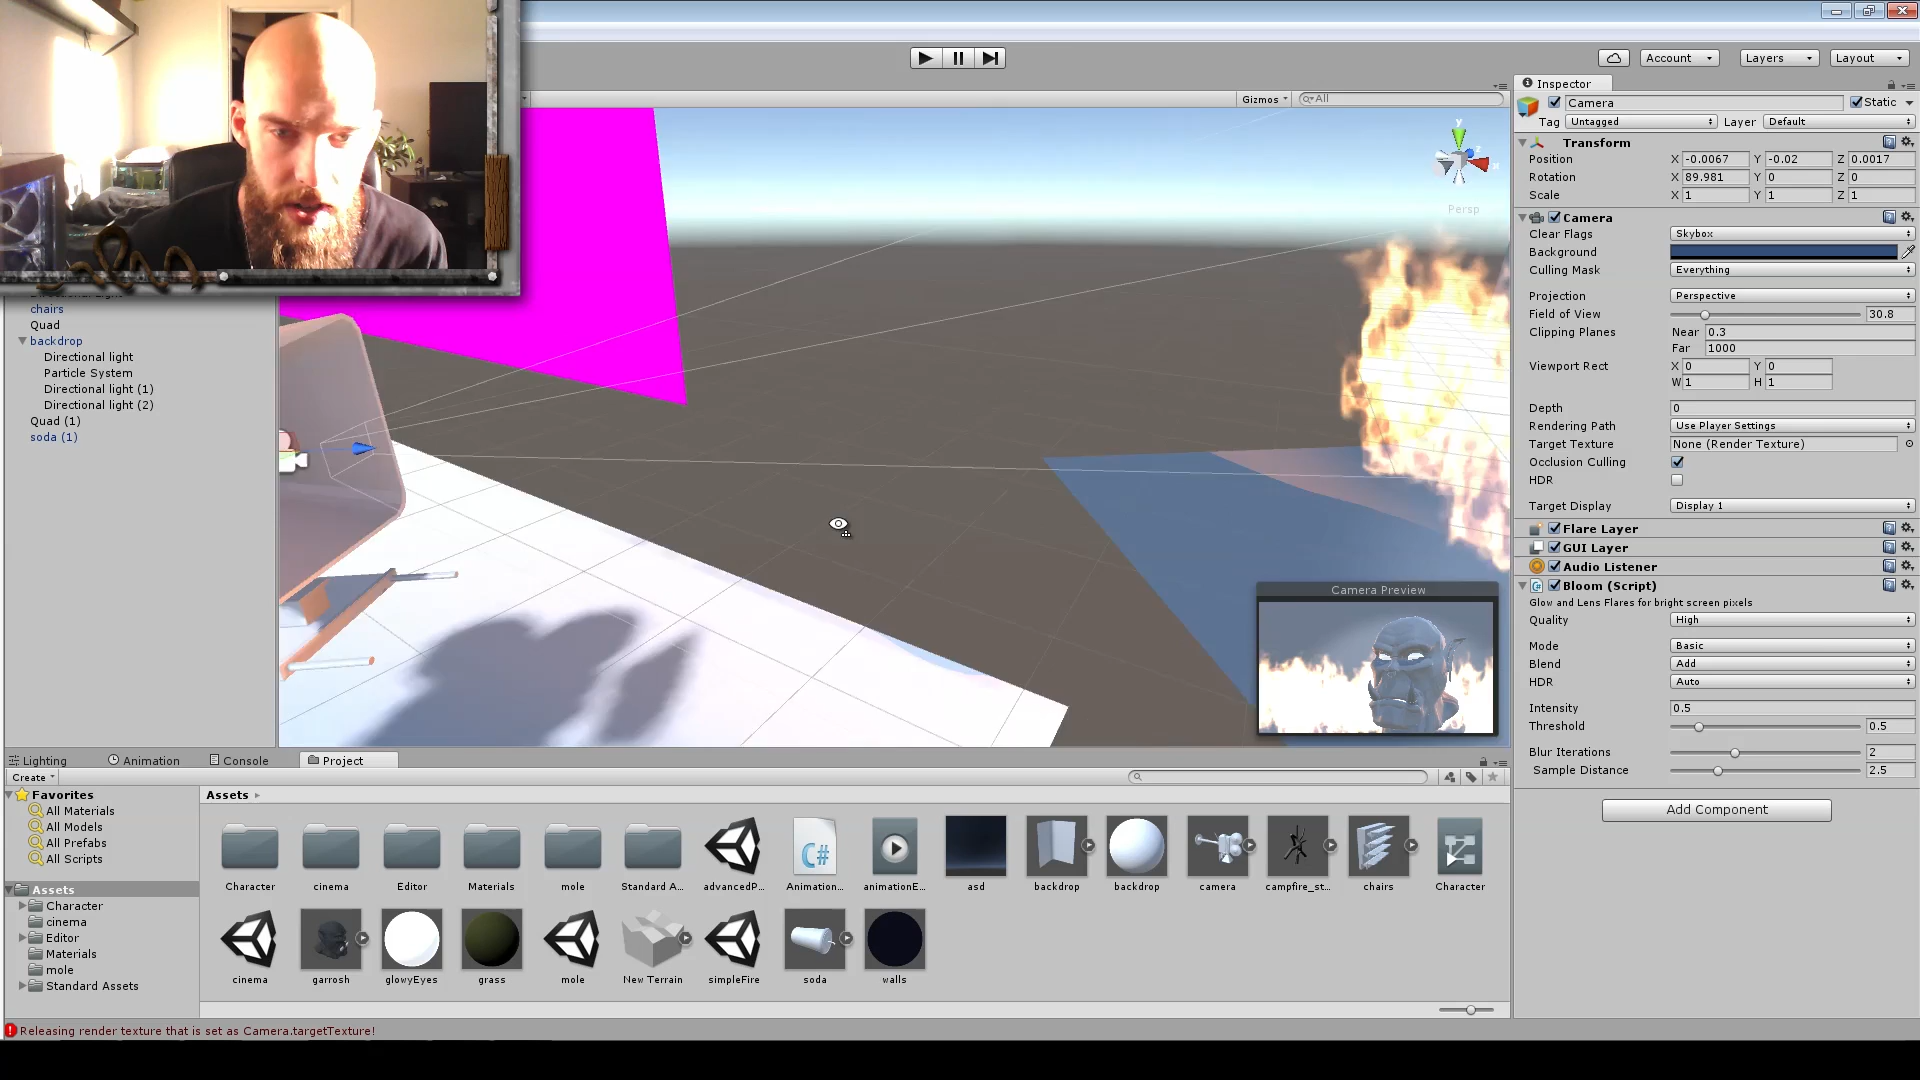 Account
Layers
Layout
Gizmos
All
Inspector
Camera
Static
Tag
Untagged
Layer
Default
Transform
Position
X
-0.0067
Y
-0.02
Z
0.0017
Rotation
X
89.981
Y
0
Z
0
Scale
X
1
Y
1
Z
1
Camera
Clear Flags
Skybox
Background
Culling Mask
Everything
Projection
Perspective
Field of View
30.8
Clipping Planes
Near
0.3
Far
1000
Viewport Rect
X
0
Y
0
W
1
H
1
Depth
0
Rendering Path
Use Player Settings
Target Texture
None (Render Texture)
Occlusion Culling
HDR
Target Display
Display 1
Flare Layer
GUI Layer
Audio Listener
Bloom (Script)
Glow and Lens Flares for bright screen pixels
Quality
High
Mode
Basic
Blend
Add
HDR
Auto
Intensity
0.5
Threshold
0.5
Blur Iterations
2
Sample Distance
2.5
Add Component
y
z
x
Persp
chairs
Quad
backdrop
Directional light
Particle System
Directional light (1)
Directional light (2)
Quad (1)
soda (1)
Camera Preview
Lighting
Animation
Console
Project
Create
Favorites
All Materials
All Models
All Prefabs
All Scripts
Assets
Character
cinema
Editor
Materials
mole
Standard Assets
Assets
Character
cinema
Editor
Materials
mole
Standard A...
advancedP...
C#
Animation...
animationE...
asd
backdrop
backdrop
camera
campfire_st...
chairs
Character
cinema
garrosh
glowyEyes
grass
mole
New Terrain
simpleFire
soda
walls
Releasing render texture that is set as Camera.targetTexture!